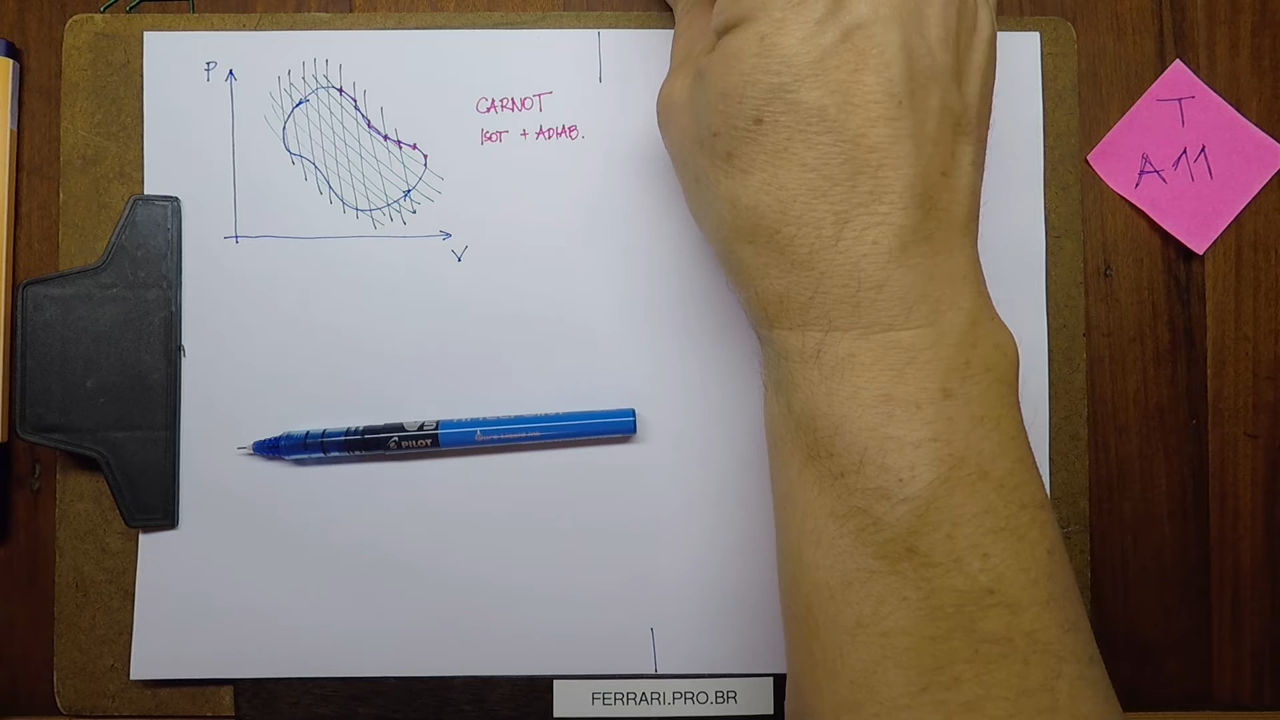 P
V
CARNOT
ISOT + ADIAB.
T
A11
PILOT
FERRARI.PRO.BR